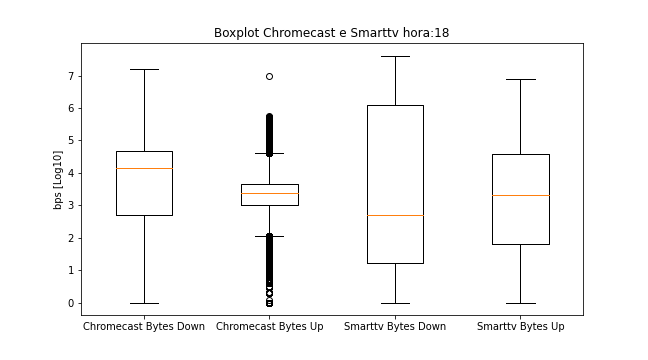 Boxplot Chromecast e Smarttv hora:18
bps [Log10]
7
6
5
4
3
2
1
0
Chromecast Bytes Down
Chromecast Bytes Up
Smarttv Bytes Down
Smarttv Bytes Up